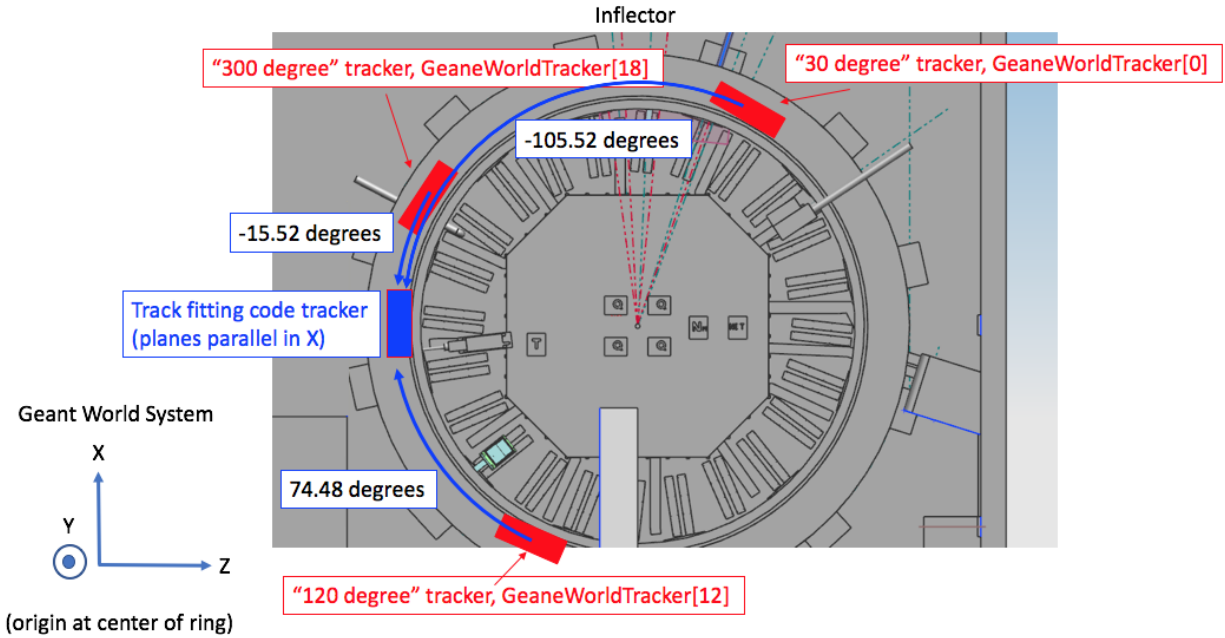 Inflector
"300 degree" tracker, GeaneWorldTracker[18]
"30 degree" tracker, GeaneWorldTracker[0]
-105.52 degrees
-15.52 degrees
Track fitting code tracker
(planes parallel in X)
Q
Q
T
Q
Q
Geant World System
X
Y
Z
(origin at center of ring)
74.48 degrees
"120 degree" tracker, GeaneWorldTracker[12]